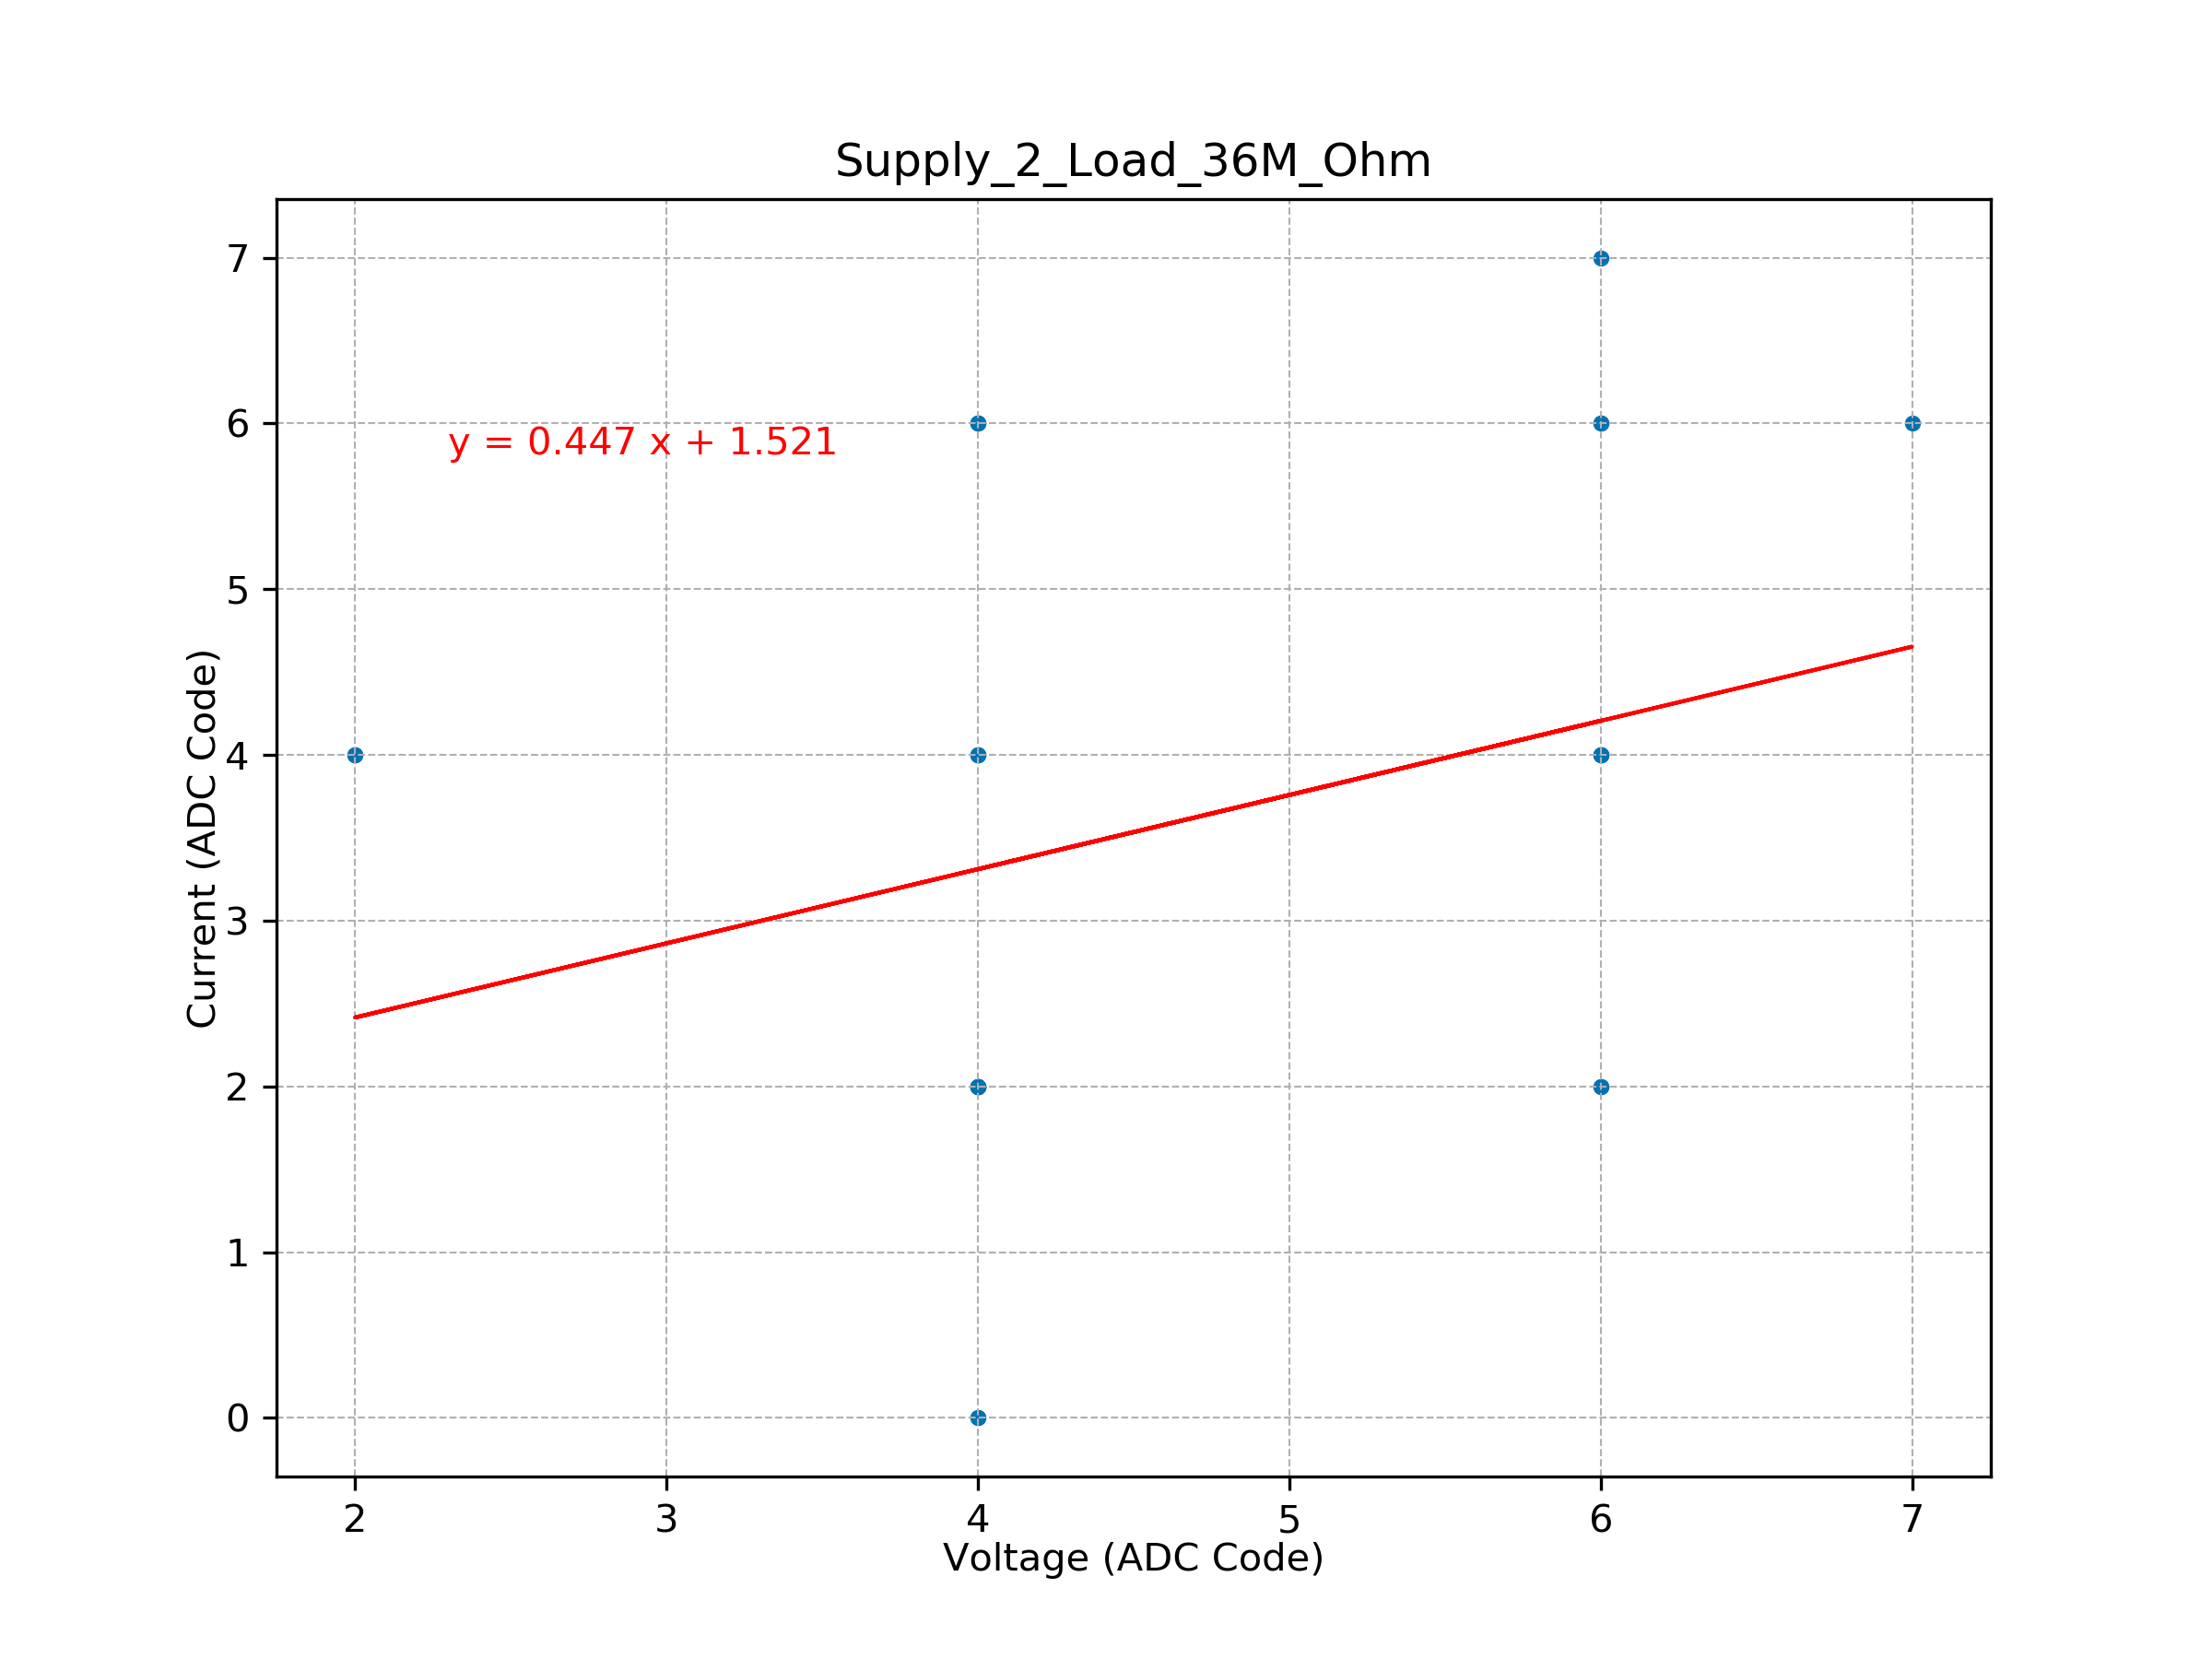 Supply_2_Load_36M_Ohm
7
6
5
4
3
2
1
0
y = 0.447 x + 1.521
Current (ADC Code)
2 3 4 5 6 7
Voltage (ADC Code)